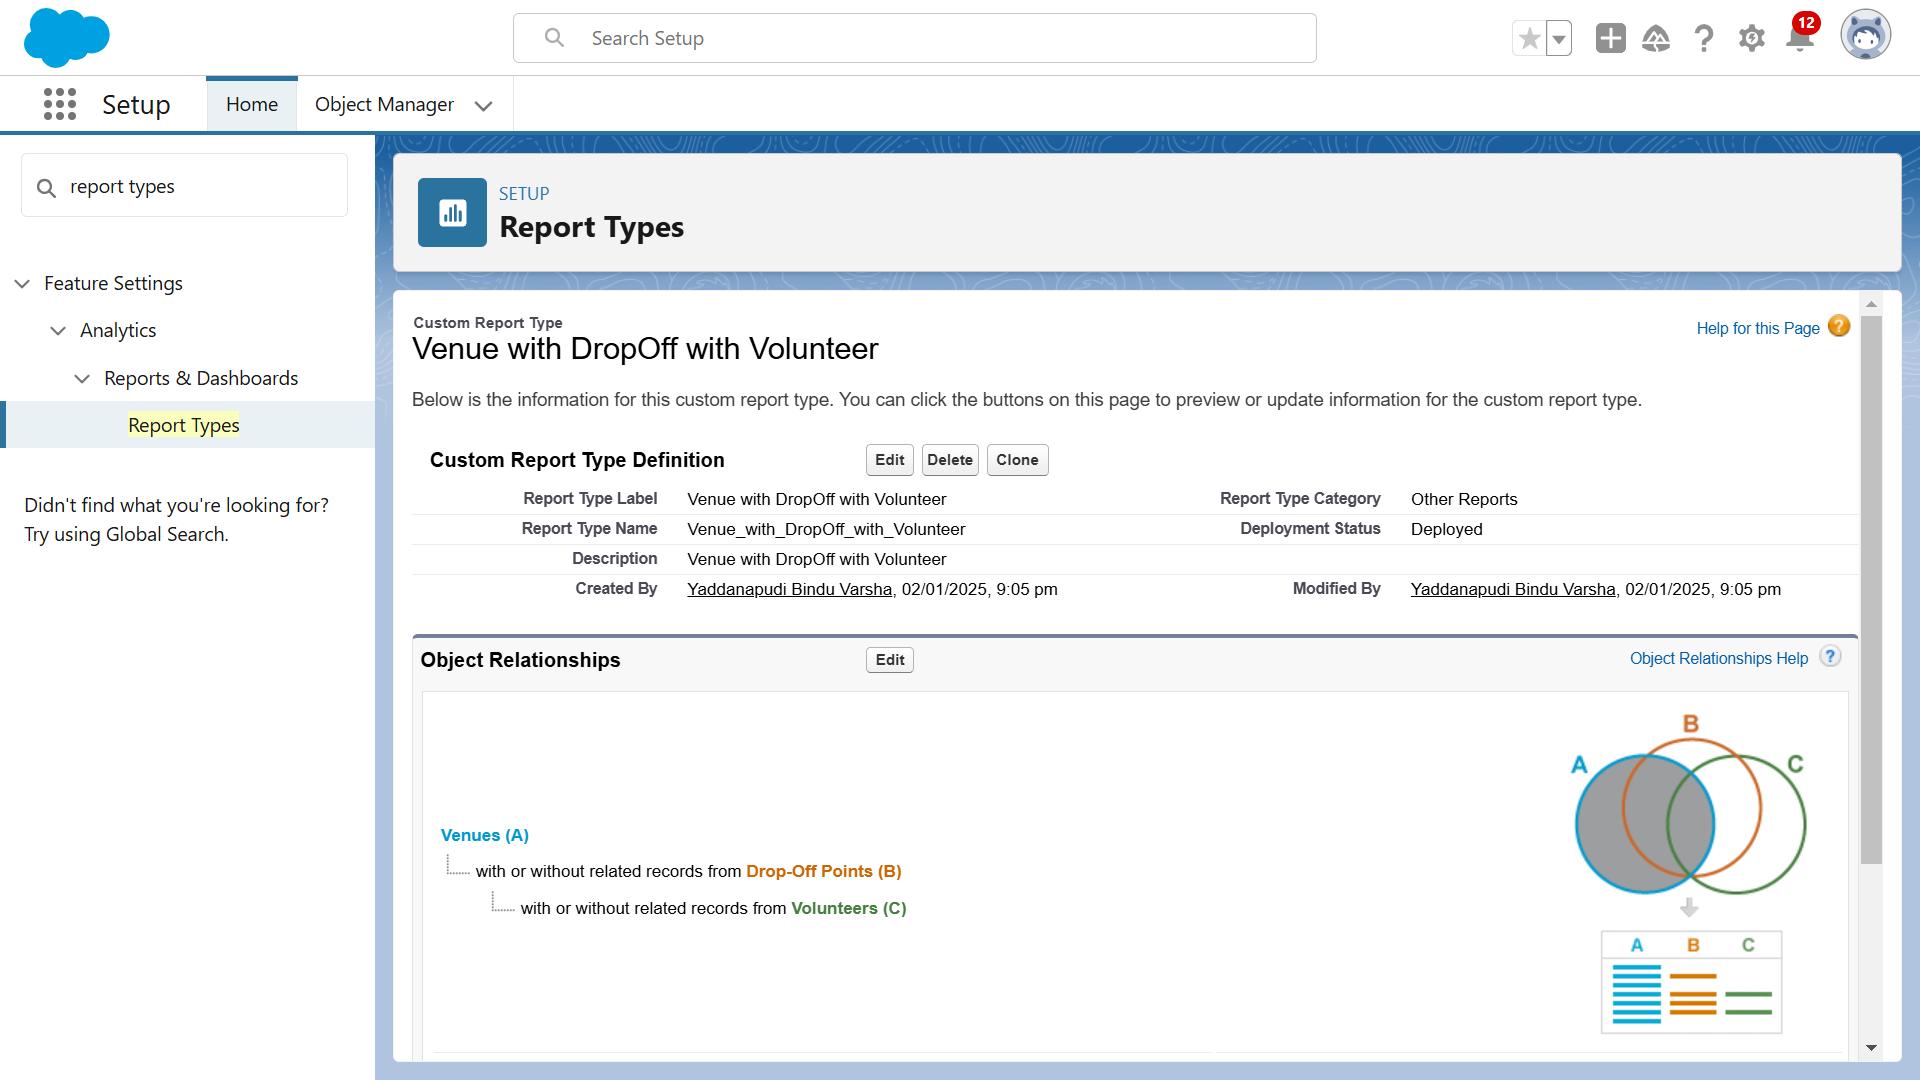 Search Setup
12
Setup
Home
Object Manager
report types
Feature Settings
Analytics
Reports & Dashboards
Report Types
Didn't find what you're looking for?
Try using Global Search.
SETUP
Report Types
Custom Report Type
Venue with DropOff with Volunteer
Help for this Page ?
Below is the information for this custom report type. You can click the buttons on this page to preview or update information for the custom report type.
Custom Report Type Definition
Edit
Delete
Clone
Report Type Label Venue with DropOff with Volunteer Report Type Category Other Reports
Report Type Name Venue_with_DropOff_with_Volunteer Deployment Status Deployed
Description Venue with DropOff with Volunteer
Created By Yaddanapudi Bindu Varsha, 02/01/2025, 9:05 pm Modified By Yaddanapudi Bindu Varsha, 02/01/2025, 9:05 pm
Object Relationships
Edit
Object Relationships Help ?
Venues (A)
with or without related records from Drop-Off Points (B)
with or without related records from Volunteers (C)
B
A
C
A B C